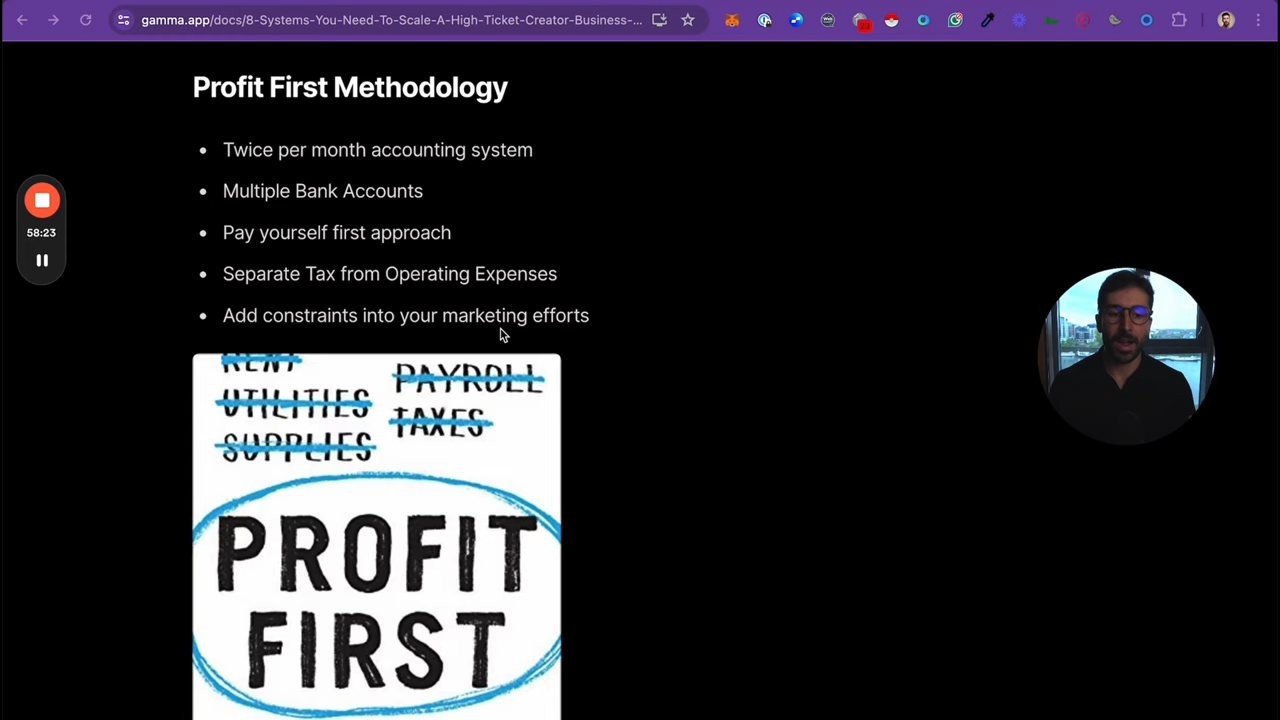 gamma.app/docs/8-Systems-You-Need-To-Scale-A-High-Ticket-Creator-Business-...
Profit First Methodology
• Twice per month accounting system
• Multiple Bank Accounts
• Pay yourself first approach
• Separate Tax from Operating Expenses
• Add constraints into your marketing efforts
58:23
RENT
UTILITIES
SUPPLIES
PAYROLL
TAXES
PROFIT
FIRST